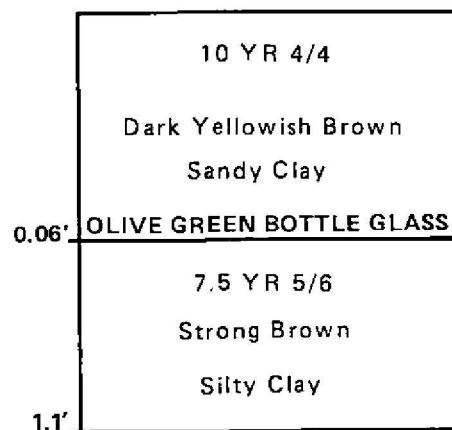 10 YR 4/4
Dark Yellowish Brown
Sandy Clay
OLIVE GREEN BOTTLE GLASS
0.06'
7.5 YR 5/6
Strong Brown
Silty Clay
1.1'